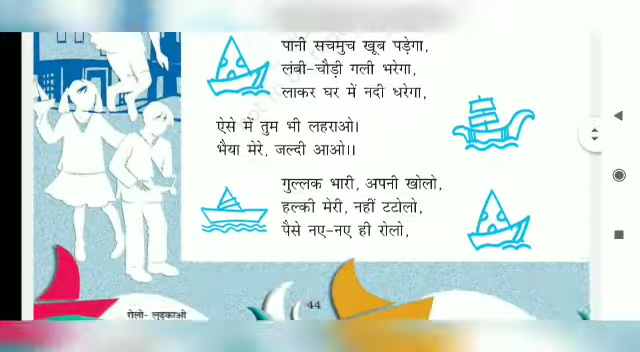 पानी सचमुच खूब पड़ेगा,
लंबी-चौड़ी गली भरेगा,
लाकर घर में नदी धरेगा,
ऐसे में तुम भी लहराओ।
भैया मेरे, जल्दी आओ।।
गुल्लक भारी, अपनी खोलो,
हल्की मेरी, नहीं टटोलो,
पैसे नए-नए ही रोलो,
44
रोलो- लुढ़काओ